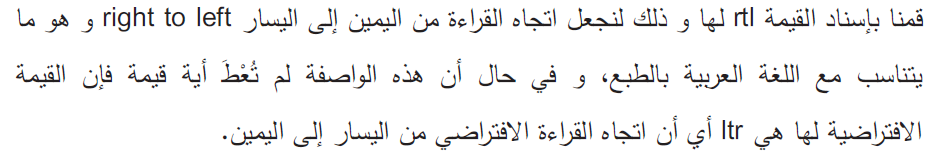 قمنا بإسناد القيمة rtl لها و ذلك لنجعل اتجاه القراءة من اليمين إلى اليسار right to left و هو ما
يتناسب مع اللغة العربية بالطبع، و في حال أن هذه الواصفة لم تُعْطَ أية قيمة فإن القيمة
الافتراضية لها هي ltr أي أن اتجاه القراءة الافتراضي من اليسار إلى اليمين.